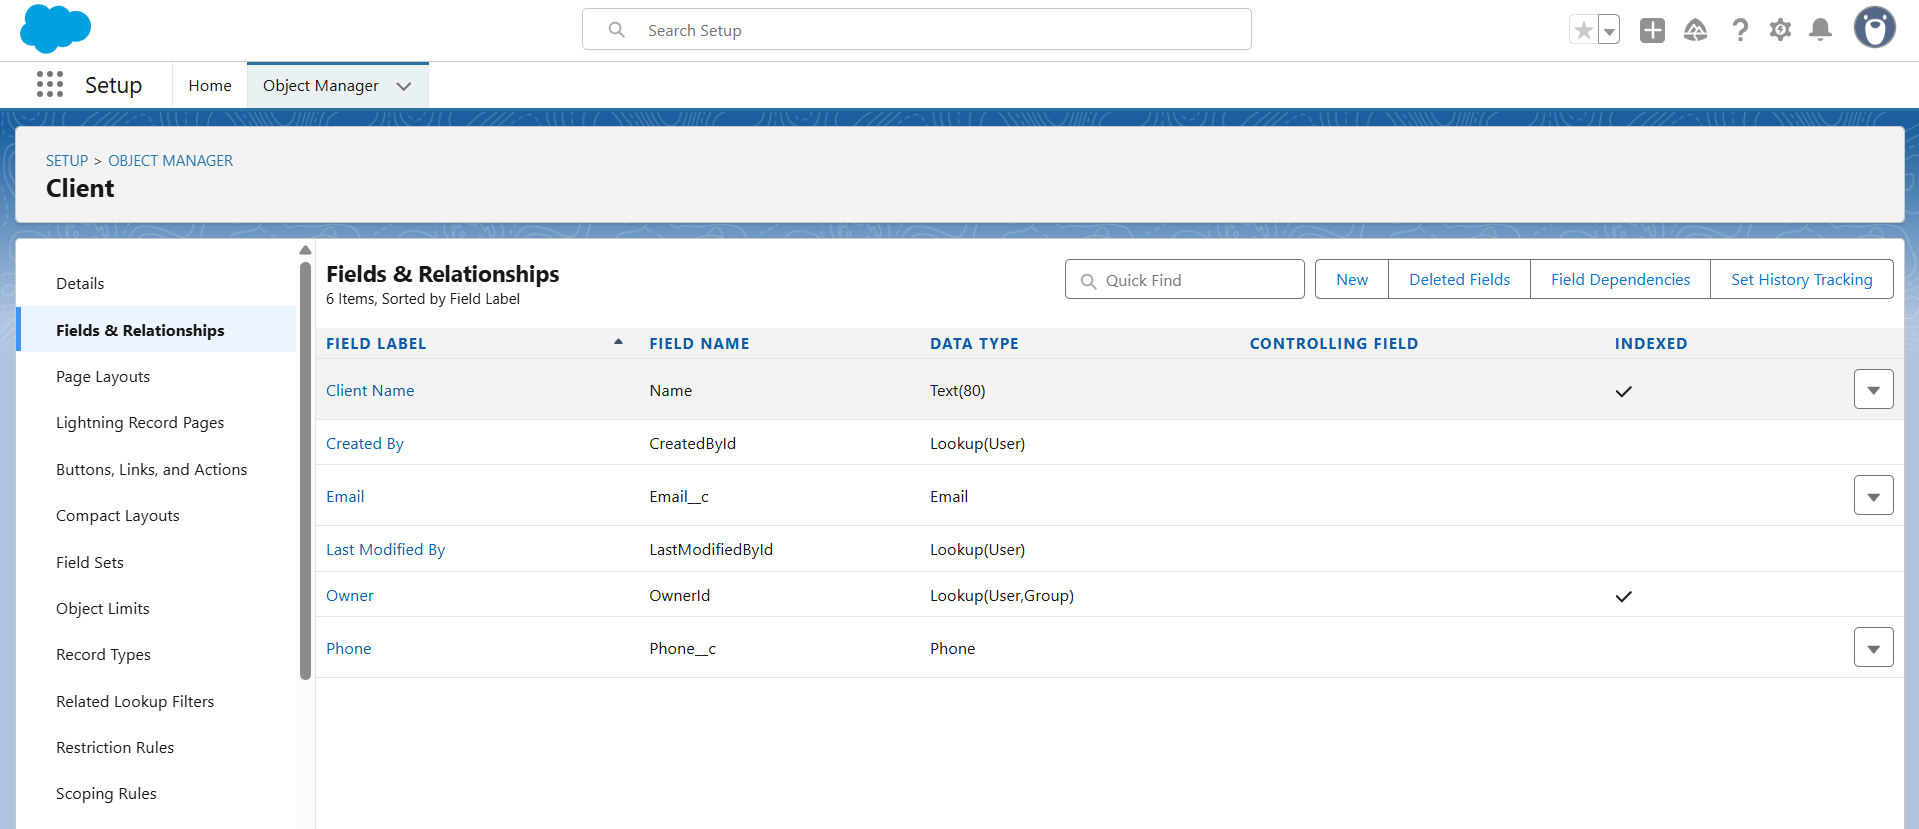 Search Setup
Setup
Home
Object Manager
SETUP > OBJECT MANAGER
Client
Details
Fields & Relationships
Page Layouts
Lightning Record Pages
Buttons, Links, and Actions
Compact Layouts
Field Sets
Object Limits
Record Types
Related Lookup Filters
Restriction Rules
Scoping Rules
Fields & Relationships
6 Items, Sorted by Field Label
Quick Find
New
Deleted Fields
Field Dependencies
Set History Tracking
FIELD LABEL FIELD NAME DATA TYPE CONTROLLING FIELD INDEXED
Client Name Name Text(80)
Created By CreatedById Lookup(User)
Email Email__c Email
Last Modified By LastModifiedById Lookup(User)
Owner OwnerId Lookup(User,Group)
Phone Phone__c Phone